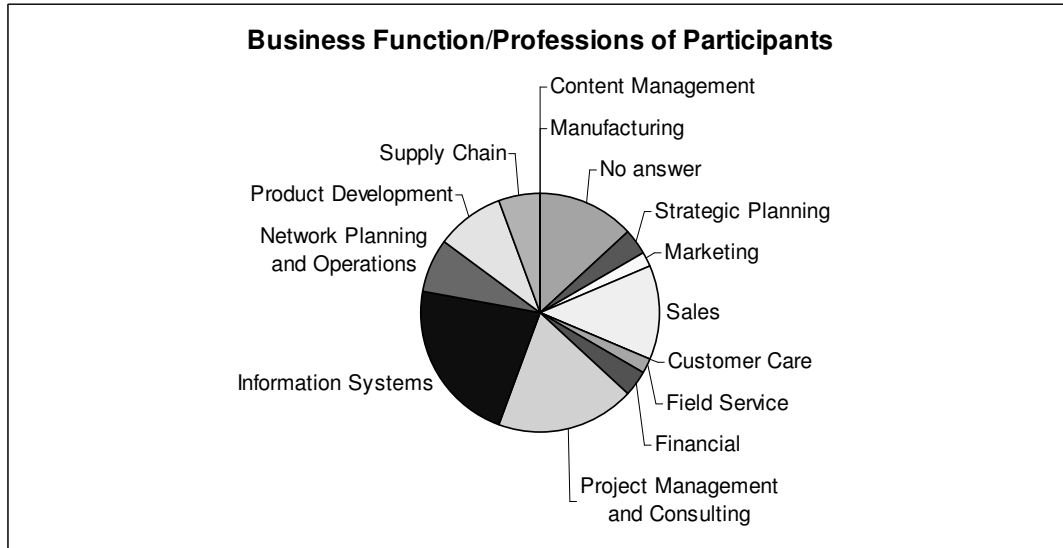 Business Function/Professions of Participants
Content Management
Manufacturing
No answer
Strategic Planning
Marketing
Sales
Customer Care
Field Service
Financial
Project Management
and Consulting
Information Systems
Network Planning
and Operations
Product Development
Supply Chain